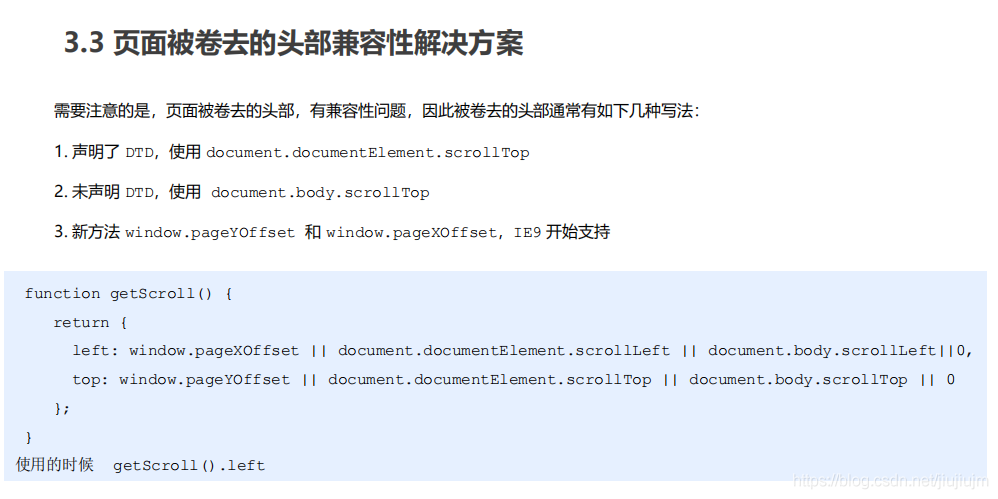 3.3 页面被卷去的头部兼容性解决方案
需要注意的是，页面被卷去的头部，有兼容性问题，因此被卷去的头部通常有如下几种写法：
1. 声明了 DTD，使用 document.documentElement.scrollTop
2. 未声明 DTD，使用 document.body.scrollTop
3. 新方法 window.pageYOffset 和 window.pageXOffset，IE9 开始支持
function getScroll() {
return {
left: window.pageXOffset || document.documentElement.scrollLeft || document.body.scrollLeft||0,
top: window.pageYOffset || document.documentElement.scrollTop || document.body.scrollTop || 0
};
}
使用的时候 getScroll().left
https://blog.csdn.net/jiujiujm